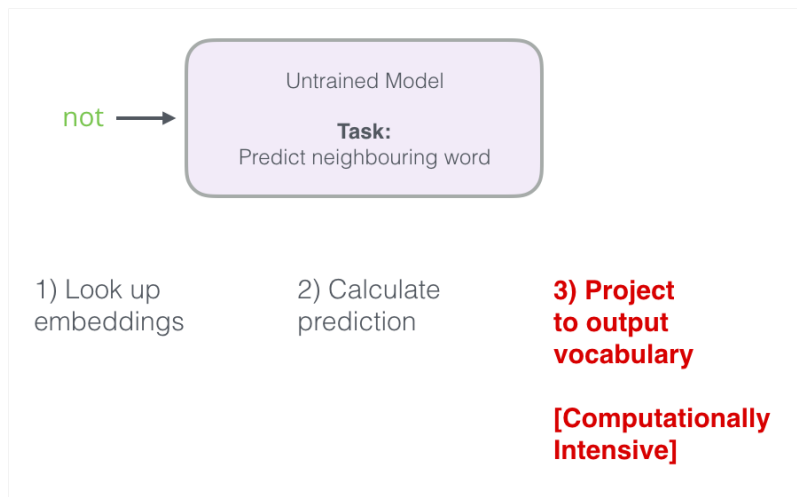 Untrained Model
not
Task:
Predict neighbouring word
1) Look up
embeddings
2) Calculate
prediction
3) Project
to output
vocabulary
[Computationally
Intensive]